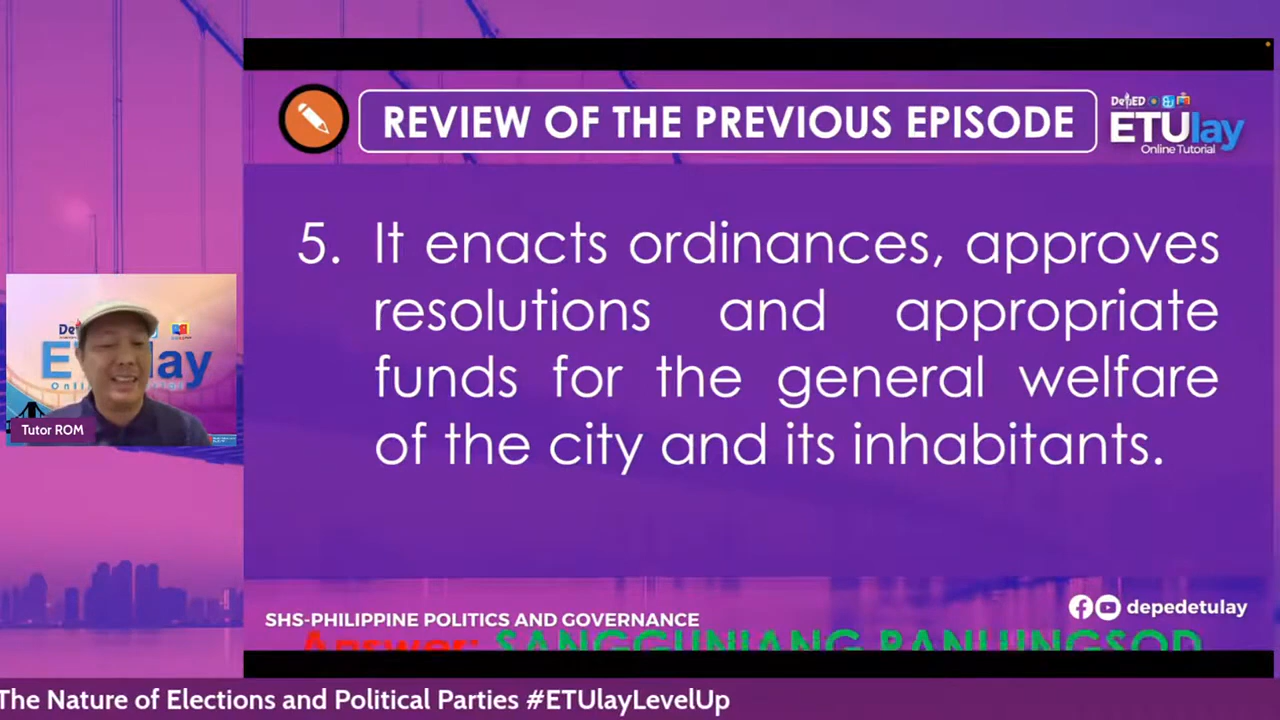 REVIEW OF THE PREVIOUS EPISODE
DepED
ETUlay
Online Tutorial
5. It enacts ordinances, approves
resolutions and appropriate
funds for the general welfare
of the city and its inhabitants.
Tutor ROM
SHS-PHILIPPINE POLITICS AND GOVERNANCE
depedetulay
Answer: SANGGUNIANG PANLUNGSOD
The Nature of Elections and Political Parties #ETUlayLevelUp